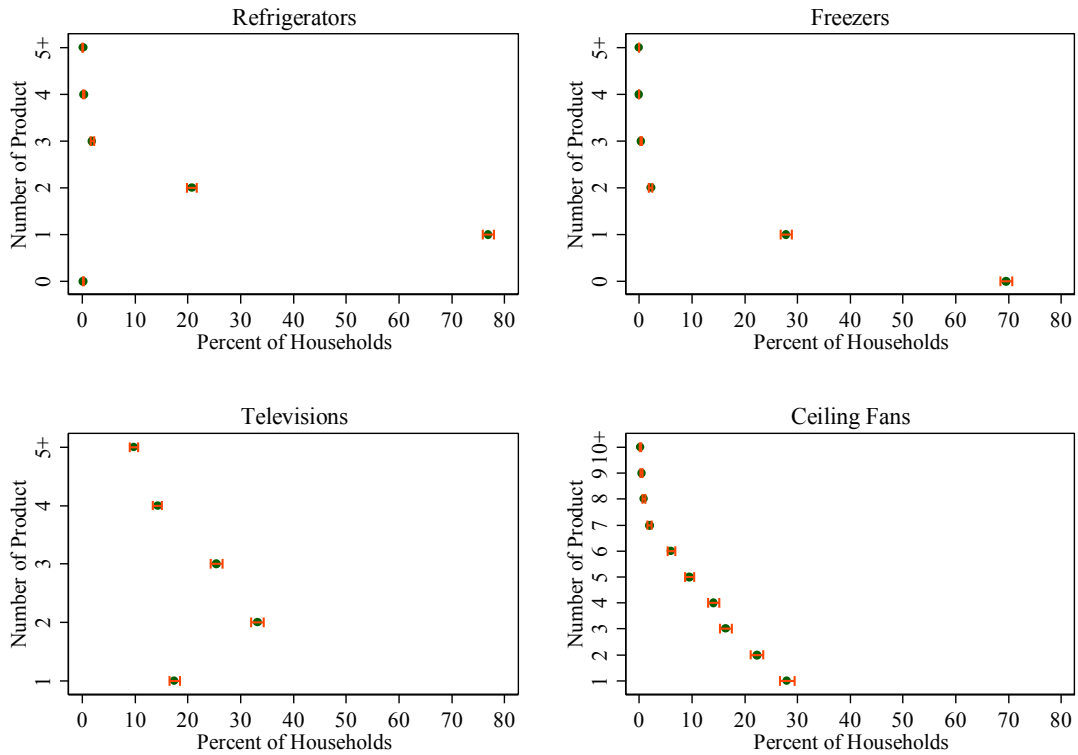 Refrigerators
Number of Product
5+
4
3
2
1
0
0 10 20 30 40 50 60 70 80
Percent of Households
Freezers
Number of Product
5+
4
3
2
1
0
0 10 20 30 40 50 60 70 80
Percent of Households
Televisions
Number of Product
5+
4
3
2
1
0 10 20 30 40 50 60 70 80
Percent of Households
Ceiling Fans
Number of Product
10+
9
8
7
6
5
4
3
2
1
0 10 20 30 40 50 60 70 80
Percent of Households